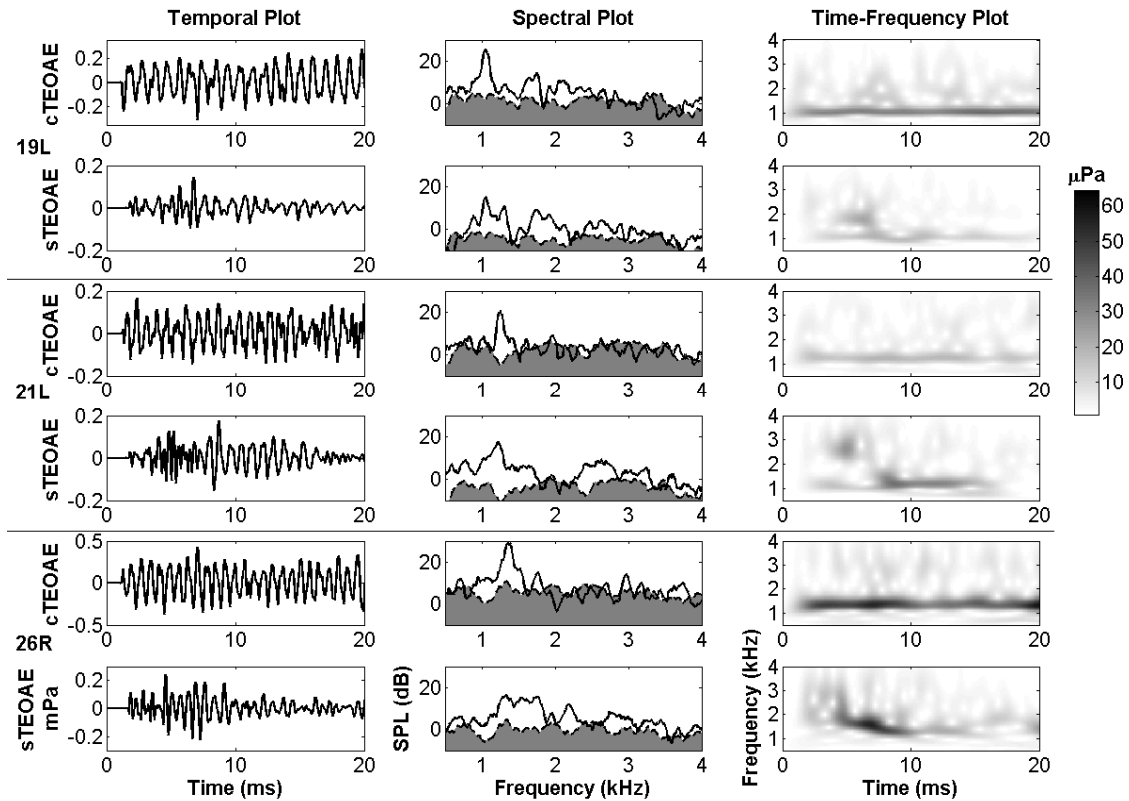 Temporal Plot Spectral Plot Time-Frequency Plot
cTEOAE
0.2
0
-0.2
0 10 20
20
0
1 2 3 4
4
3
2
1
0 10 20
19L
sTEOAE
0.2
0
-0.2
0 10 20
20
0
1 2 3 4
4
3
2
1
0 10 20
μPa
60
50
40
30
20
10
cTEOAE
0.2
0
-0.2
0 10 20
20
0
1 2 3 4
4
3
2
1
0 10 20
21L
sTEOAE
0.2
0
-0.2
0 10 20
20
0
1 2 3 4
4
3
2
1
0 10 20
cTEOAE
0.5
0
-0.5
0 10 20
20
0
1 2 3 4
4
3
2
1
0 10 20
26R
sTEOAE
mPa
0.2
0
-0.2
0 10 20
Time (ms)
SPL (dB)
20
0
1 2 3 4
Frequency (kHz)
Frequency (kHz)
4
3
2
1
0 10 20
Time (ms)